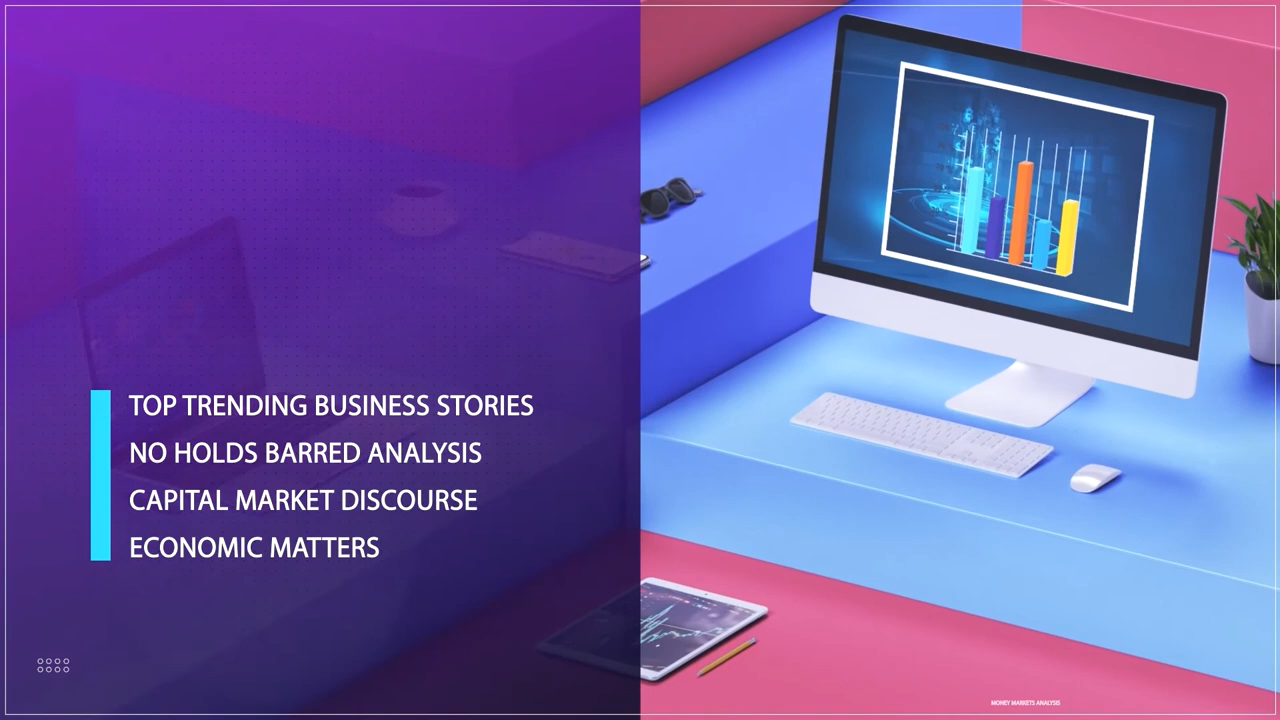 TOP TRENDING BUSINESS STORIES
NO HOLDS BARRED ANALYSIS
CAPITAL MARKET DISCOURSE
ECONOMIC MATTERS
MONEY MARKETS ANALYSIS